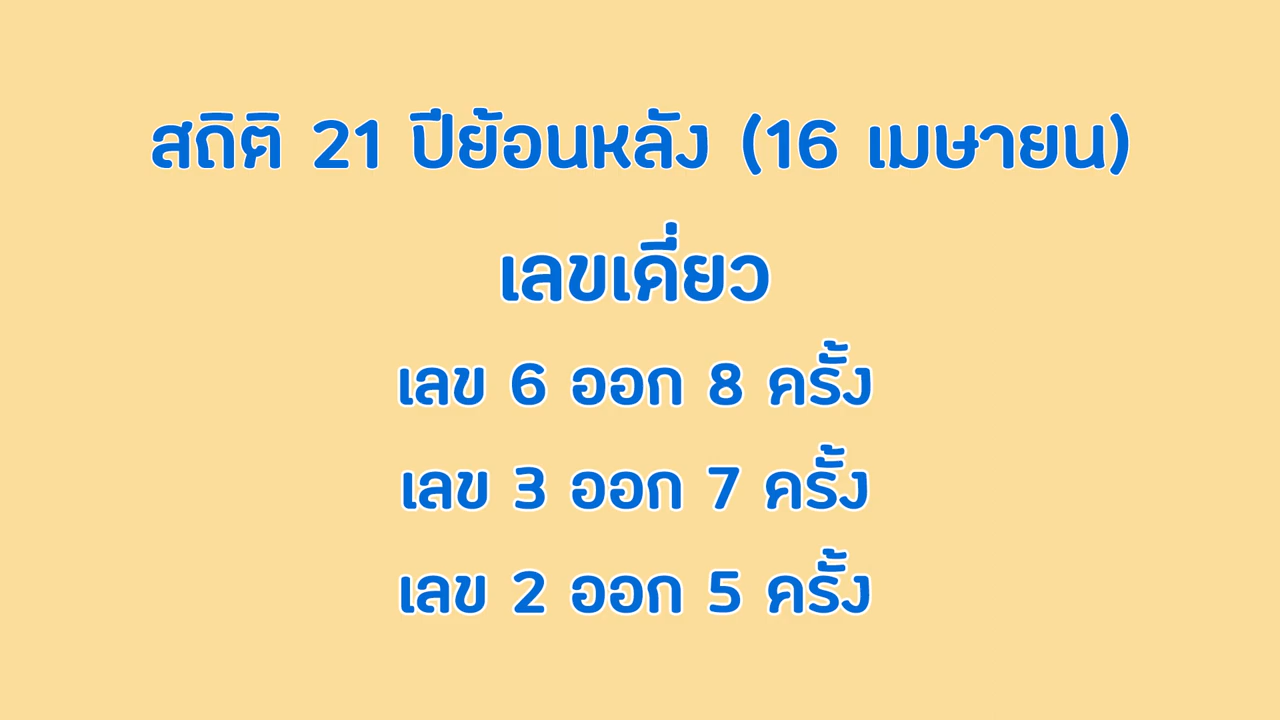 สถิติ 21 ปีย้อนหลัง (16 เมษายน)
เลขเดี่ยว
เลข 6 ออก 8 ครั้ง
เลข 3 ออก 7 ครั้ง
เลข 2 ออก 5 ครั้ง